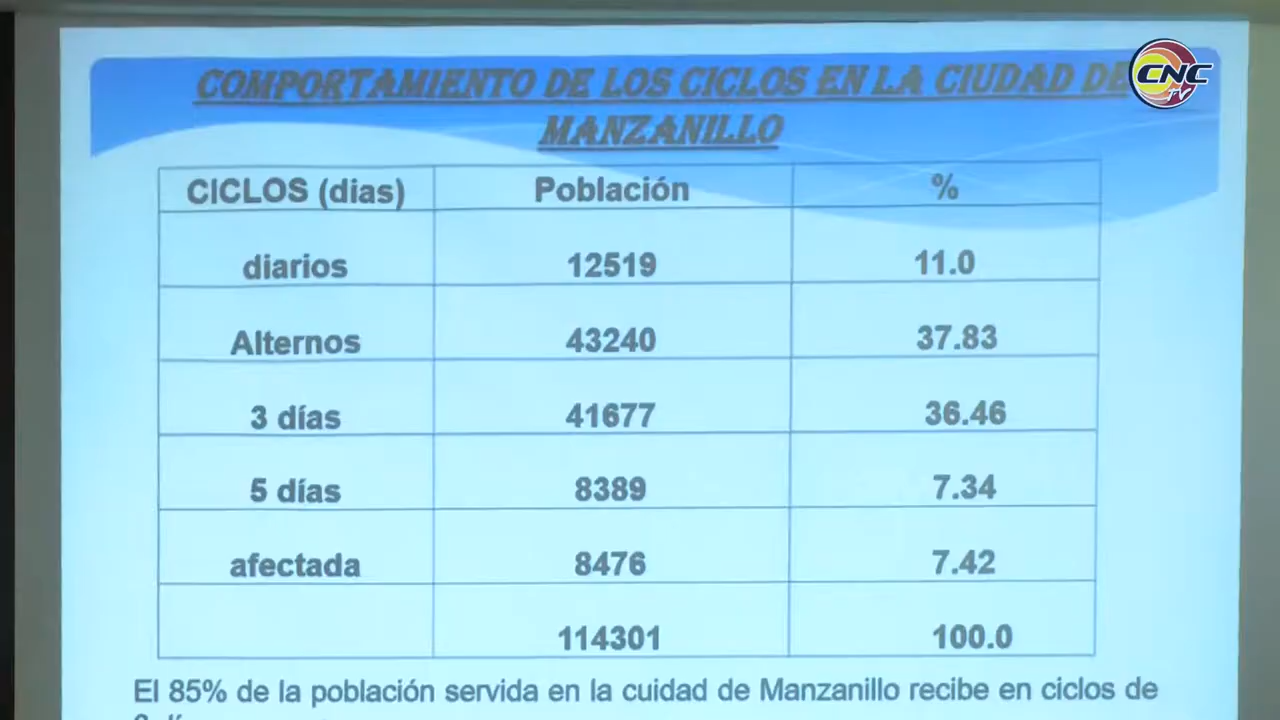 COMPORTAMIENTO DE LOS CICLOS EN LA CIUDAD DE
MANZANILLO
CNC
TV
CICLOS (dias) Población %
diarios 12519 11.0
Alternos 43240 37.83
3 días 41677 36.46
5 días 8389 7.34
afectada 8476 7.42
114301 100.0
El 85% de la población servida en la cuidad de Manzanillo recibe en ciclos de